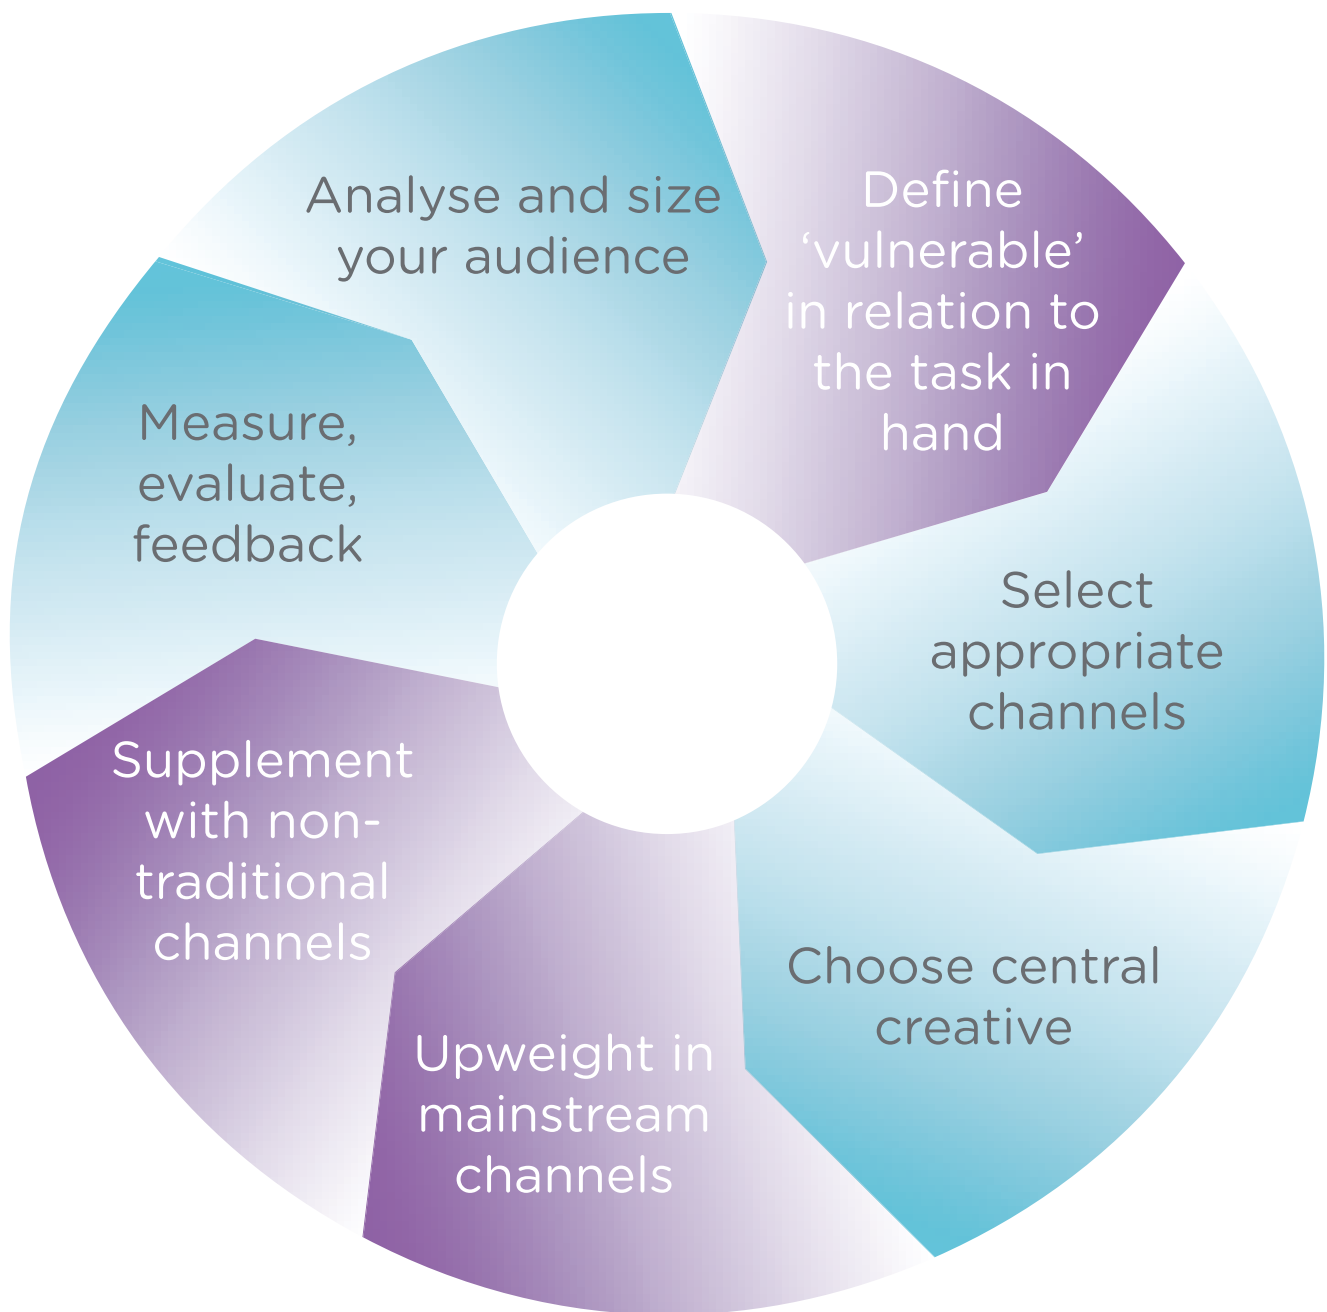 Analyse and size
your audience
Define
‘vulnerable’
in relation to
the task in
hand
Select
appropriate
channels
Choose central
creative
Upweight in
mainstream
channels
Supplement
with non-
traditional
channels
Measure,
evaluate,
feedback